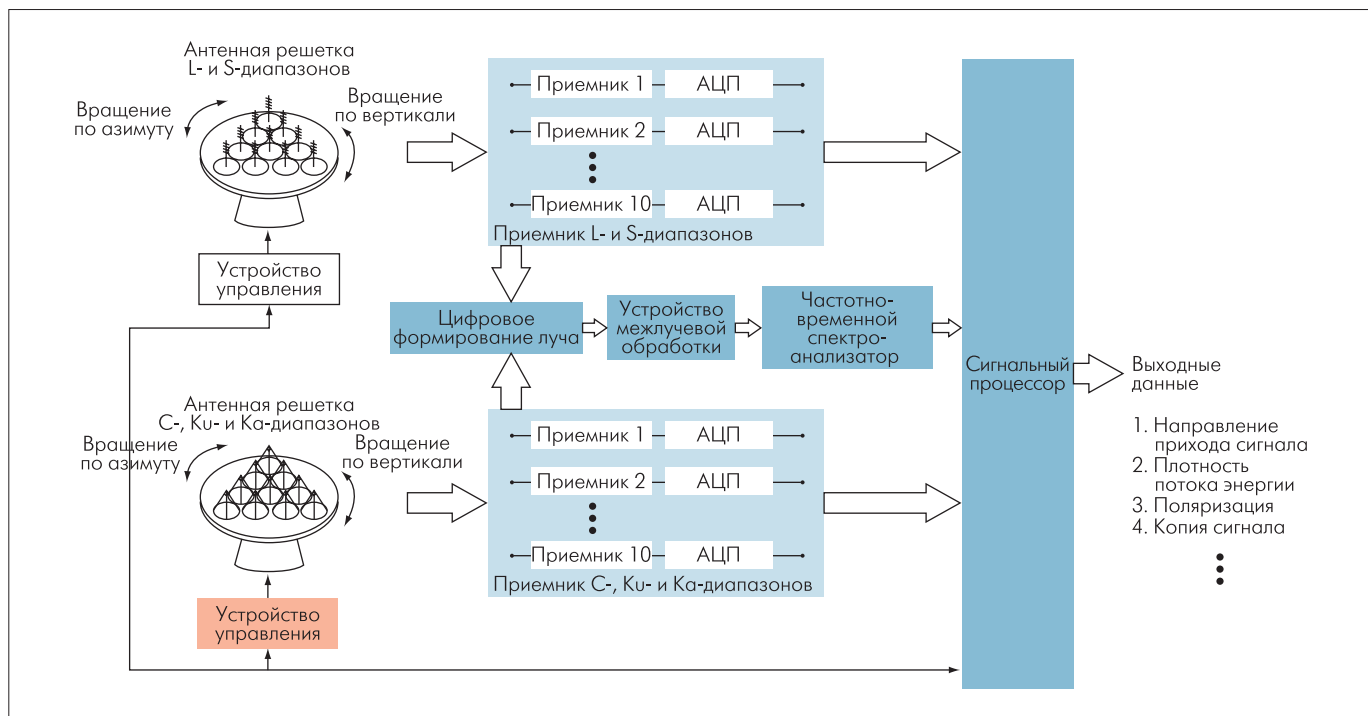 Антенная решетка
L- и S-диапазонов
Вращение
по азимуту
Вращение
по вертикали
Устройство
управления
Приемник 1
АЦП
Приемник 2
АЦП
Приемник 10
АЦП
Приемник L- и S-диапазонов
Цифровое
формирование луча
Устройство
межлучевой
обработки
Частотно-
временной
спектро-
анализатор
Сигнальный
процессор
Выходные
данные
1. Направление
прихода сигнала
2. Плотность
потока энергии
3. Поляризация
4. Копия сигнала
Антенная решетка
C-, Ku- и Ka-диапазонов
Вращение
по азимуту
Вращение
по вертикали
Устройство
управления
Приемник 1
АЦП
Приемник 2
АЦП
Приемник 10
АЦП
Приемник C-, Ku- и Ka-диапазонов